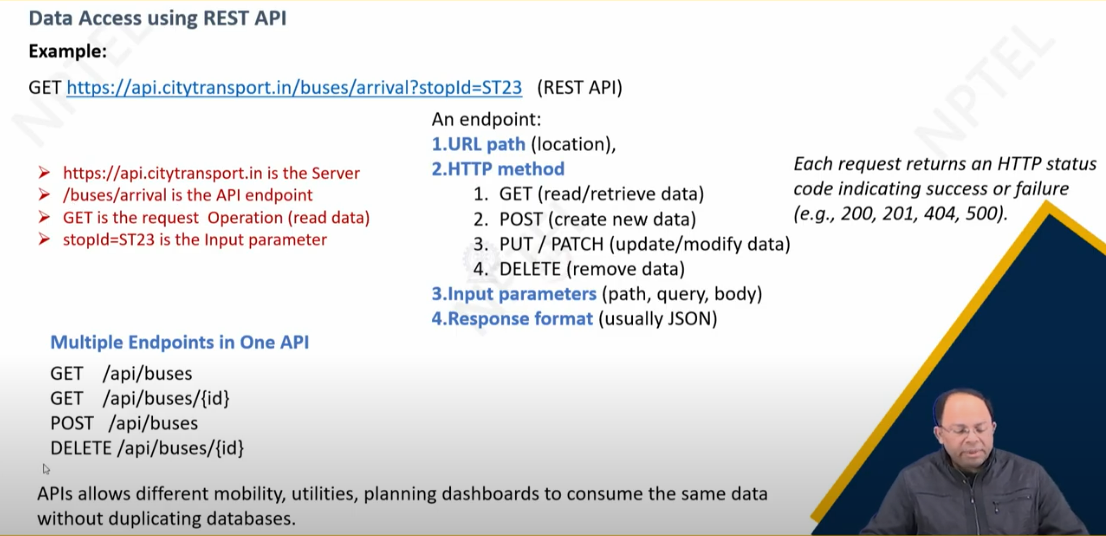 Data Access using REST API
Example:
GET https://api.citytransport.in/buses/arrival?stopId=ST23 (REST API)
➢ https://api.citytransport.in is the Server
➢ /buses/arrival is the API endpoint
➢ GET is the request Operation (read data)
➢ stopId=ST23 is the Input parameter
An endpoint:
1.URL path (location),
2.HTTP method
1. GET (read/retrieve data)
2. POST (create new data)
3. PUT / PATCH (update/modify data)
4. DELETE (remove data)
3.Input parameters (path, query, body)
4.Response format (usually JSON)
Each request returns an HTTP status
code indicating success or failure
(e.g., 200, 201, 404, 500).
Multiple Endpoints in One API
GET /api/buses
GET /api/buses/{id}
POST /api/buses
DELETE /api/buses/{id}
APIs allows different mobility, utilities, planning dashboards to consume the same data
without duplicating databases.
NPTEL
NPTEL